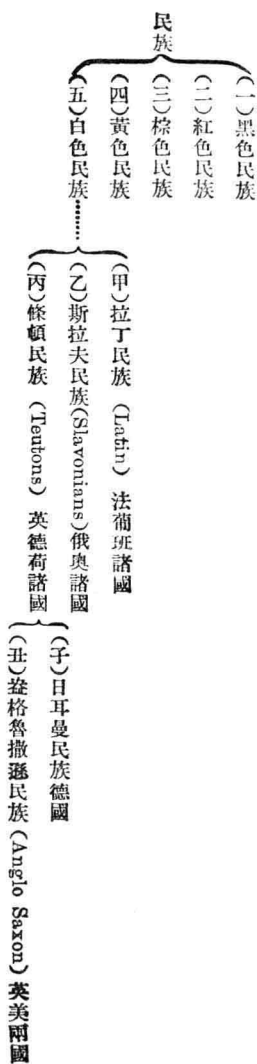 民族
(一)黑色民族
(二)紅色民族
(三)棕色民族
(四)黃色民族
(五)白色民族………
(甲)拉丁民族 (Latin) 法葡班諸國
(乙)斯拉夫民族(Slavonians)俄奥諸國
(丙)條頓民族 (Teutons) 英德荷諸國
(子)日耳曼民族德國
(丑)盎格魯撒遜民族(Anglo Saxon)英美兩國